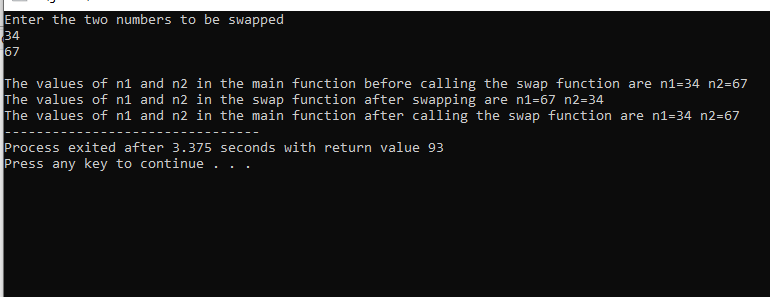 Enter the two numbers to be swapped
34
67
The values of n1 and n2 in the main function before calling the swap function are n1=34 n2=67
The values of n1 and n2 in the swap function after swapping are n1=67 n2=34
The values of n1 and n2 in the main function after calling the swap function are n1=34 n2=67
--------------------------------
Process exited after 3.375 seconds with return value 93
Press any key to continue . . .